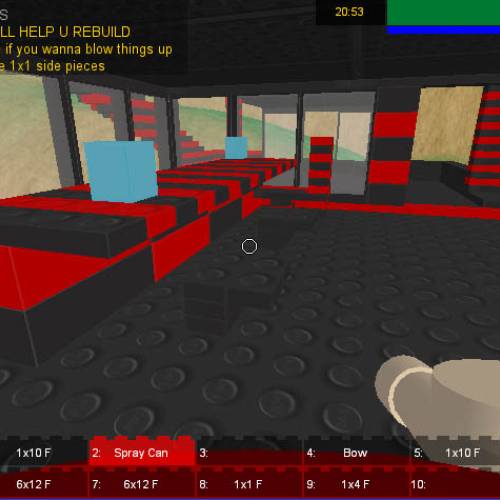 S
LL HELP U REBUILD
if you wanna blow things up
e 1x1 side pieces
20:53
1x10 F
2: Spray Can
3:
4: Bow
5: 1x10 F
6x12 F
7: 6x12 F
8: 1x1 F
9: 1x4 F
10: